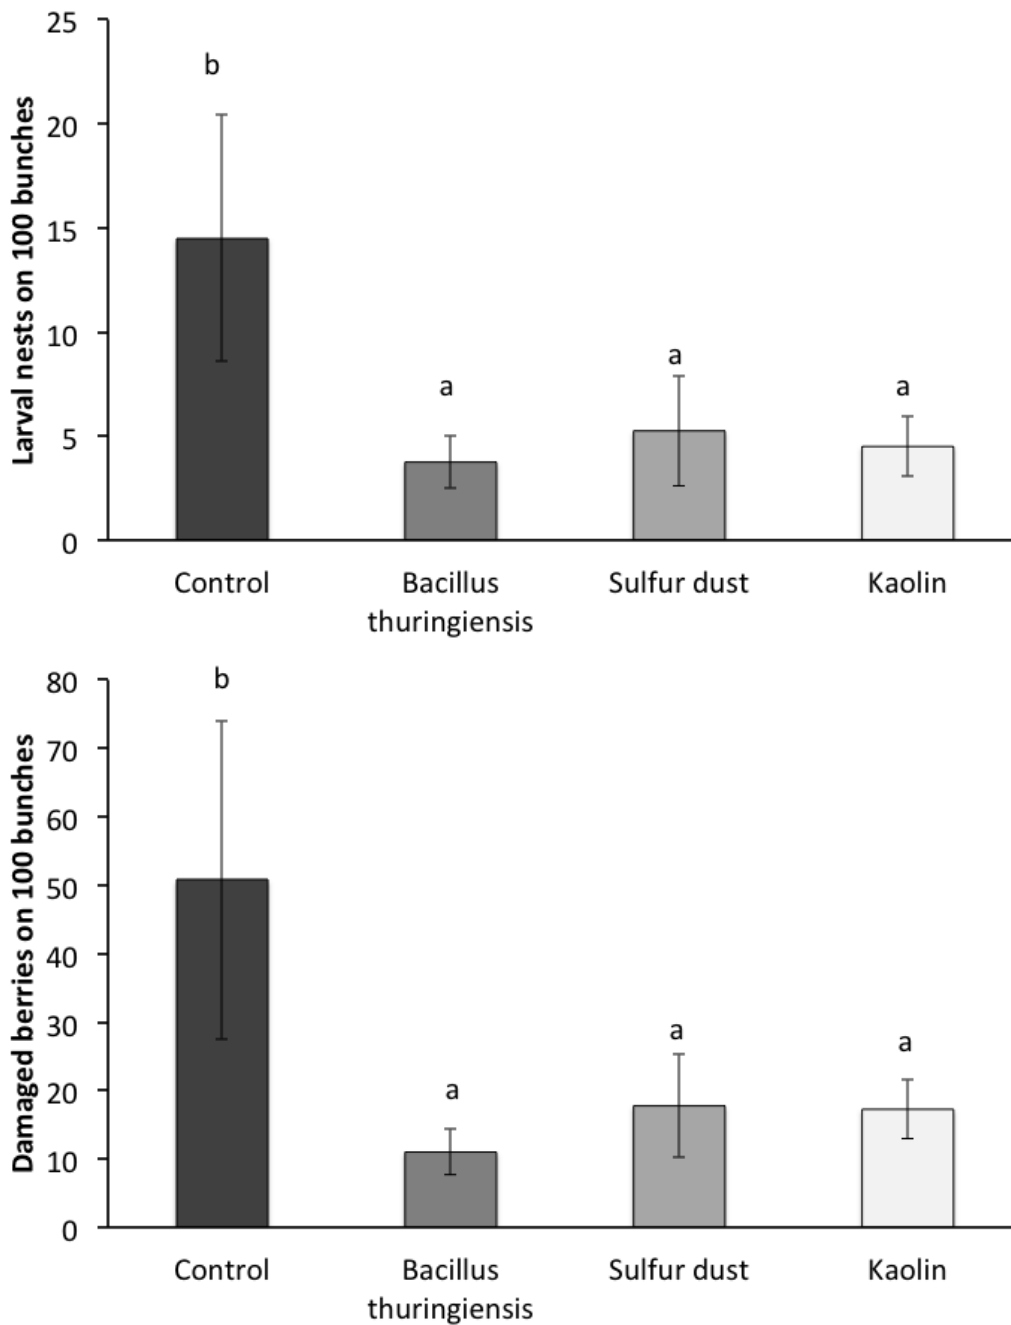 Larval nests on 100 bunches
25
20
15
10
5
0
b
a
a
a
Control
Bacillus
thuringiensis
Sulfur dust
Kaolin
Damaged berries on 100 bunches
80
70
60
50
40
30
20
10
0
b
a
a
a
Control
Bacillus
thuringiensis
Sulfur dust
Kaolin